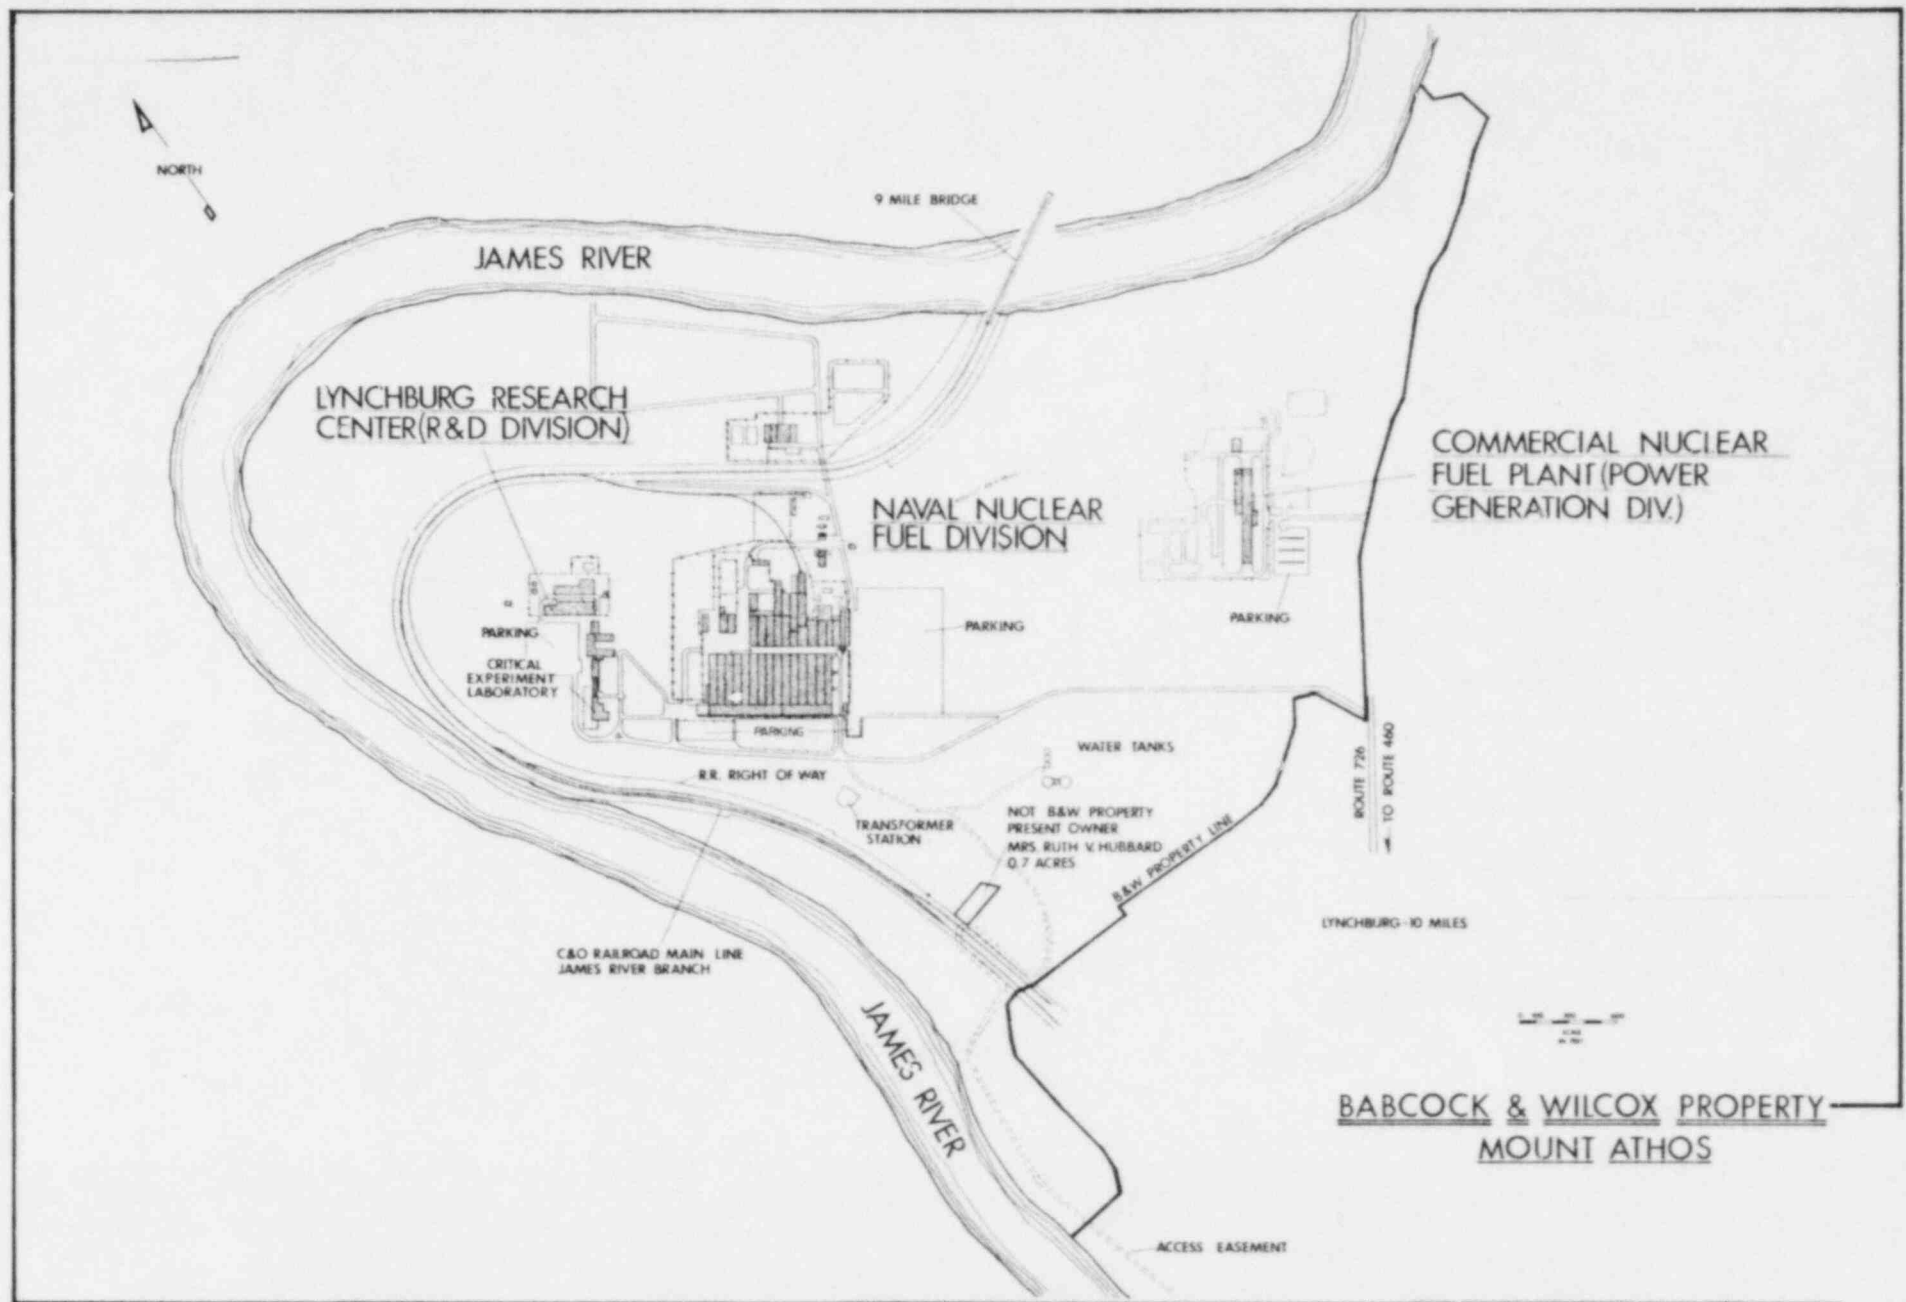 NORTH
9 MILE BRIDGE
JAMES RIVER
LYNCHBURG RESEARCH
CENTER(R&D DIVISION)
COMMERCIAL NUCLEAR
FUEL PLANT(POWER
GENERATION DIV.)
NAVAL NUCLEAR
FUEL DIVISION
PARKING
PARKING
PARKING
CRITICAL
EXPERIMENT
LABORATORY
PARKING
WATER TANKS
R.R. RIGHT OF WAY
TRANSFORMER
STATION
NOT B&W PROPERTY
PRESENT OWNER
MRS. RUTH V. HUBBARD
0.7 ACRES
B&W PROPERTY LINE
ROUTE 726
TO ROUTE 460
LYNCHBURG-10 MILES
C&O RAILROAD MAIN LINE
JAMES RIVER BRANCH
JAMES RIVER
SCALE
BABCOCK & WILCOX PROPERTY
MOUNT ATHOS
ACCESS EASEMENT